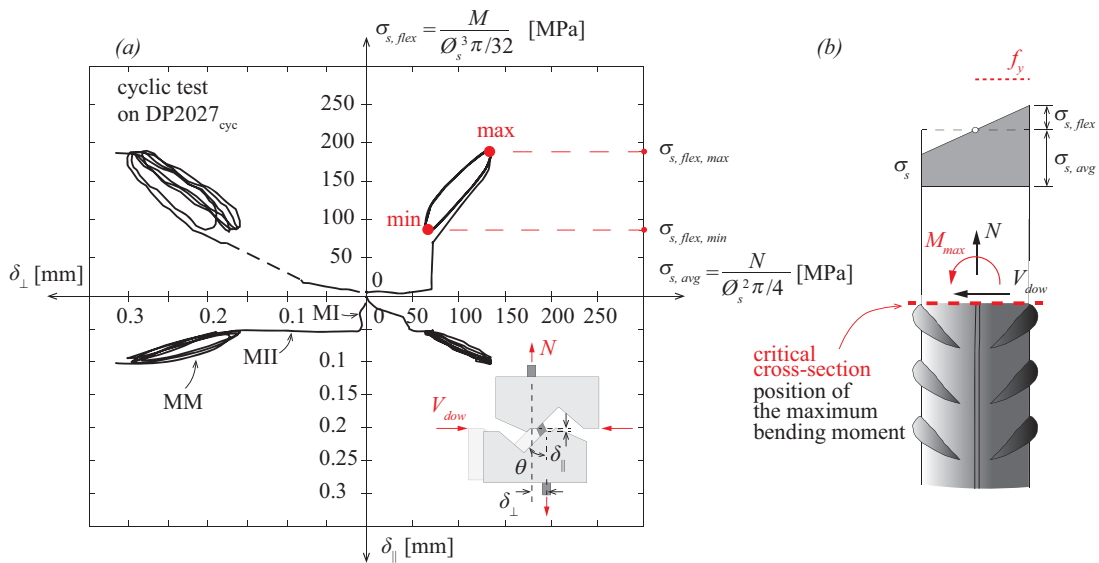 (a)
σs, flex = M / Øs³ π/32 [MPa]
(b)
cyclic test
on DP2027cyc
250
200
150
100
50
0
max
min
σs, flex, max
σs, flex, min
σs, avg = N / Øs² π/4 [MPa]
δ⊥ [mm]
0.3
0.2
0.1
MI
0
50
100
150
200
250
300
MII
MM
0.1
0.15
0.2
0.25
0.3
δ∥ [mm]
N
Vdow
θ
δ∥
δ⊥
fy
σs, flex
σs
σs, avg
N
Mmax
Vdow
critical
cross-section
position of
the maximum
bending moment